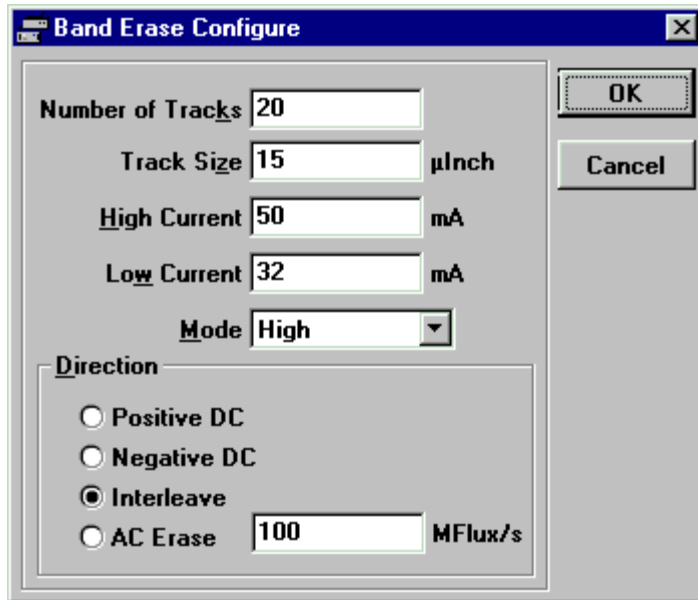 Band Erase Configure
Number of Tracks 20
Track Size 15 µInch
High Current 50 mA
Low Current 32 mA
Mode High
Direction
Positive DC
Negative DC
Interleave
AC Erase 100 MFlux/s
OK
Cancel